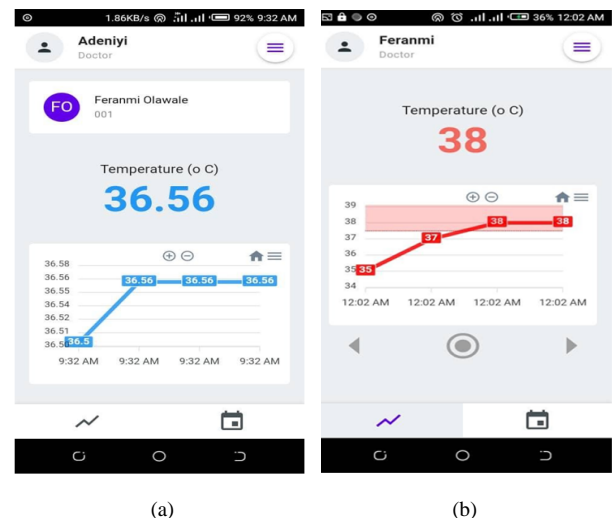 1.86KB/s 92% 9:32 AM
Adeniyi
Doctor
FO
Feranmi Olawale
001
Temperature (o C)
36.56
36.58
36.56
36.55
36.54
36.52
36.51
36.5
36.5
36.56
36.56
36.56
9:32 AM 9:32 AM 9:32 AM 9:32 AM
(a)
36% 12:02 AM
Feranmi
Doctor
Temperature (o C)
38
39
38
37
36
35
34
35
37
38
38
12:02 AM 12:02 AM 12:02 AM 12:02 AM
(b)